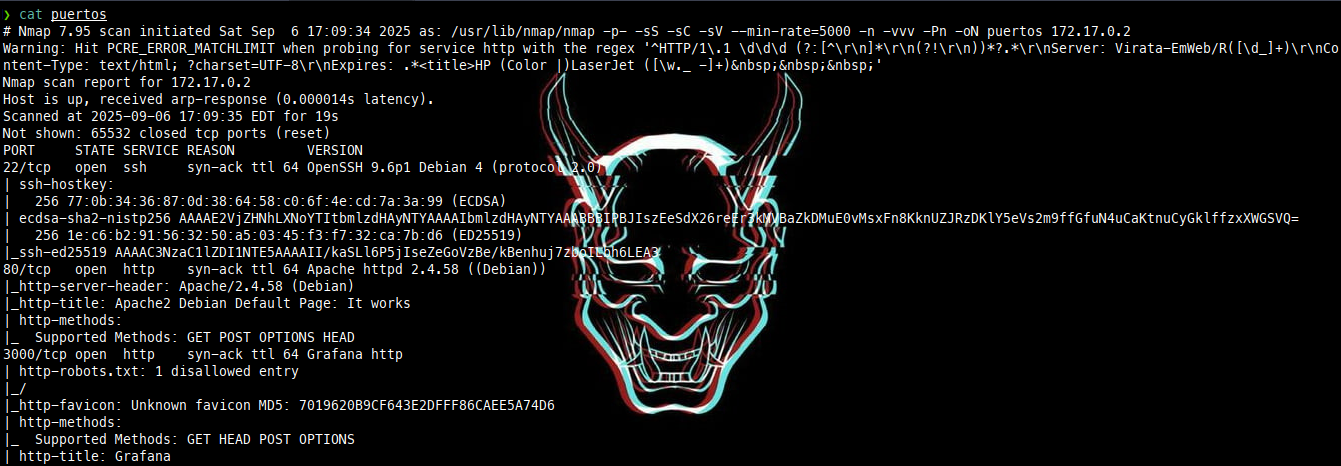 ❯ cat puertos
# Nmap 7.95 scan initiated Sat Sep  6 17:09:34 2025 as: /usr/lib/nmap/nmap -p- -sS -sC -sV --min-rate=5000 -n -vvv -Pn -oN puertos 172.17.0.2
Warning: Hit PCRE_ERROR_MATCHLIMIT when probing for service http with the regex '^HTTP/1\.1 \d\d\d (?:[^\r\n]*\r\n(?!\r\n))*?.*\r\nServer: Virata-EmWeb/R([\d_]+)\r\nCo
ntent-Type: text/html; ?charset=UTF-8\r\nExpires: .*<title>HP (Color |)LaserJet ([\w._ -]+)&nbsp;&nbsp;&nbsp;'
Nmap scan report for 172.17.0.2
Host is up, received arp-response (0.000014s latency).
Scanned at 2025-09-06 17:09:35 EDT for 19s
Not shown: 65532 closed tcp ports (reset)
PORT     STATE SERVICE REASON         VERSION
22/tcp   open  ssh     syn-ack ttl 64 OpenSSH 9.6p1 Debian 4 (protocol 2.0)
| ssh-hostkey:
|   256 77:0b:34:36:87:0d:38:64:58:c0:6f:4e:cd:7a:3a:99 (ECDSA)
| ecdsa-sha2-nistp256
|   256 1e:c6:b2:91:56:32:50:a5:03:45:f3:f7:32:ca:7b:d6 (ED25519)
|_ssh-ed25519
80/tcp   open  http    syn-ack ttl 64 Apache httpd 2.4.58 ((Debian))
|_http-server-header: Apache/2.4.58 (Debian)
|_http-title: Apache2 Debian Default Page: It works
| http-methods:
|_  Supported Methods: GET POST OPTIONS HEAD
3000/tcp open  http    syn-ack ttl 64 Grafana http
| http-robots.txt: 1 disallowed entry
|_/
|_http-favicon: Unknown favicon MD5: 7019620B9CF643E2DFFF86CAEE5A74D6
| http-methods:
|_  Supported Methods: GET HEAD POST OPTIONS
| http-title: Grafana